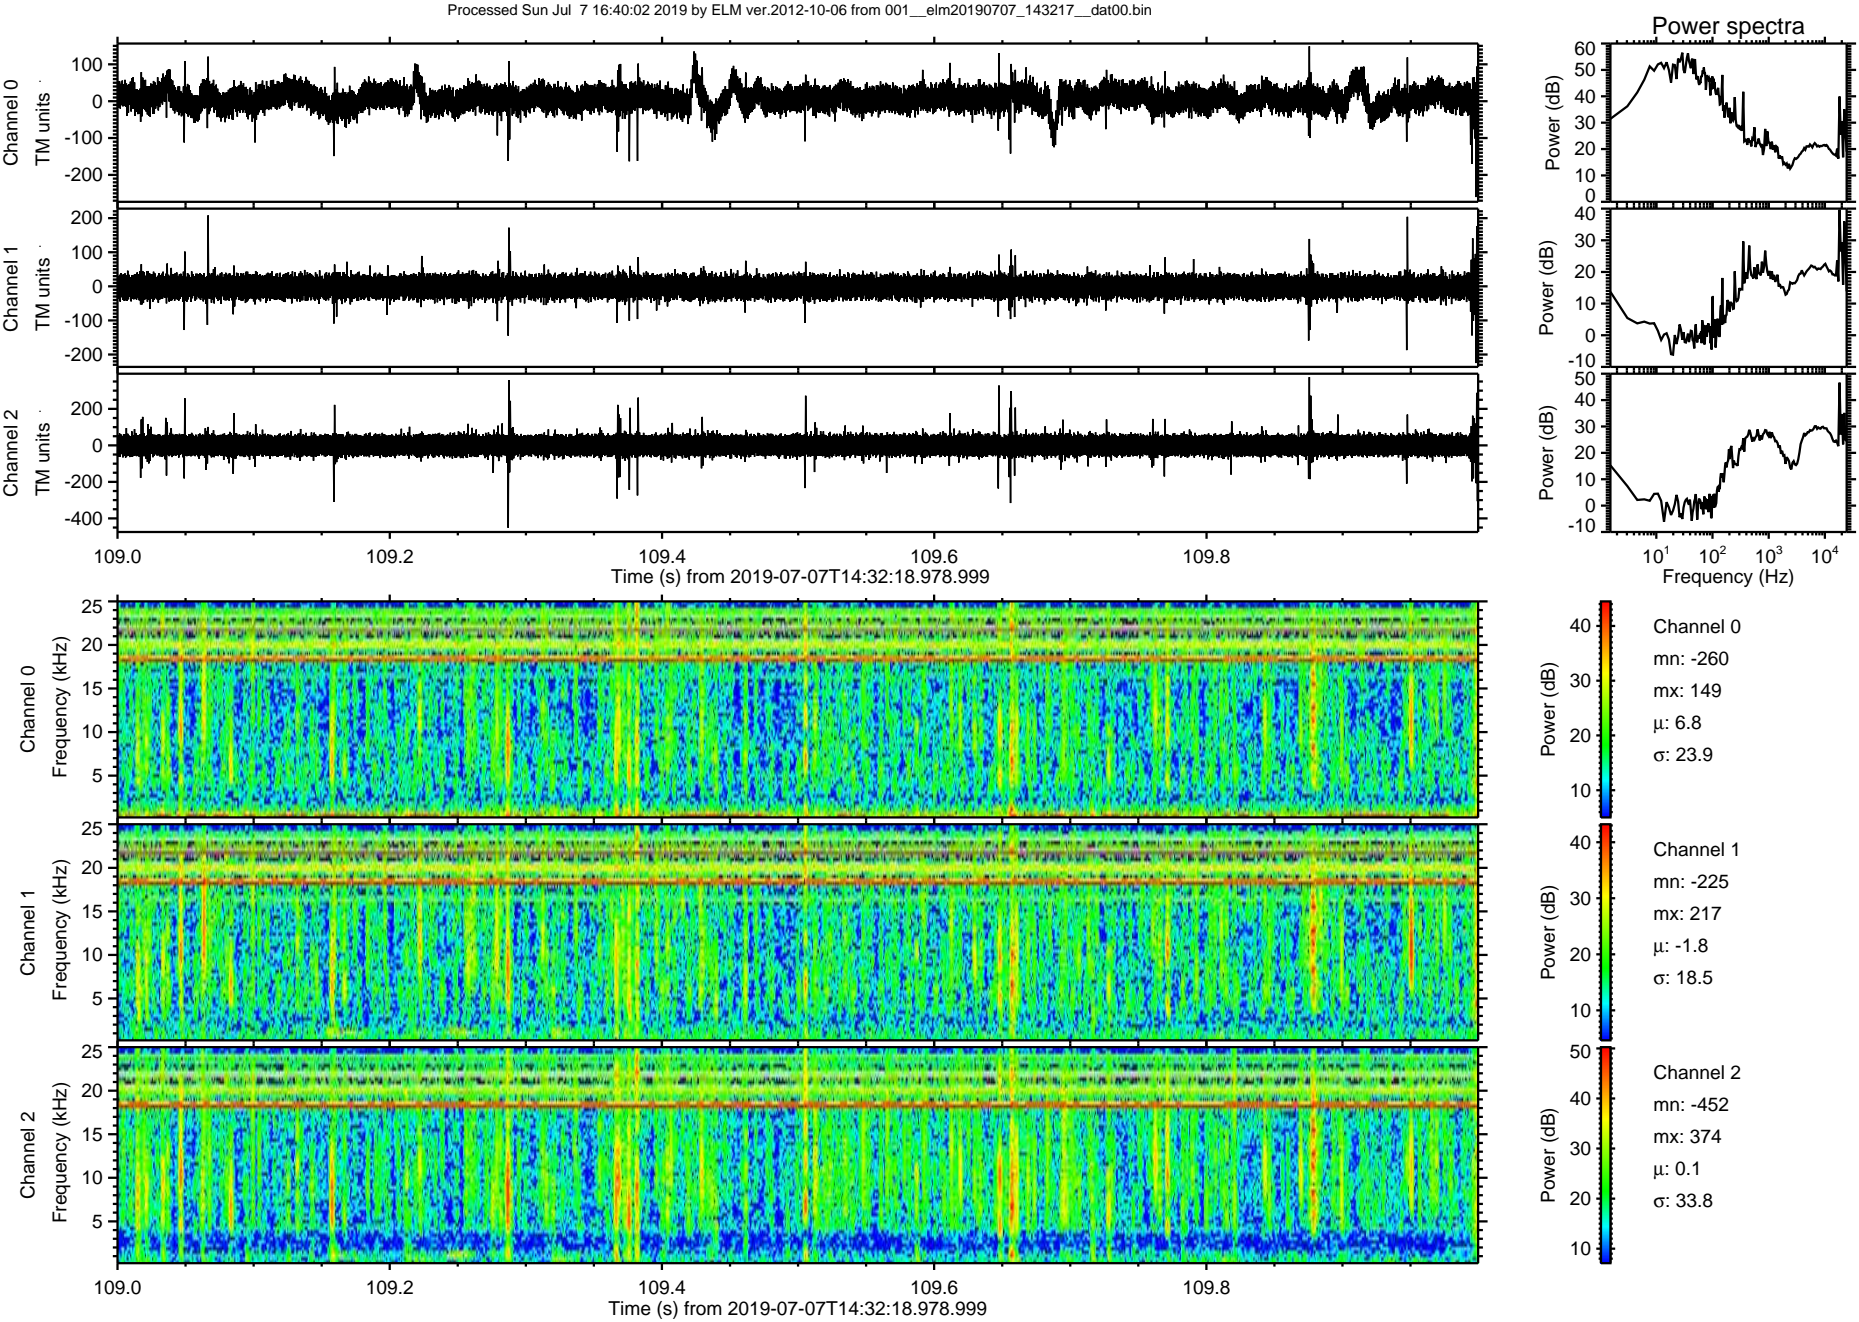 Processed Sun Jul  7 16:40:02 2019 by ELM ver.2012-10-06 from 001__elm20190707_143217__dat00.bin
Power spectra
Channel 0
TM units
100
0
-100
-200
Power (dB)
60
50
40
30
20
10
0
Channel 1
TM units
200
100
0
-100
-200
Power (dB)
40
30
20
10
0
-10
Channel 2
TM units
200
0
-200
-400
Power (dB)
50
40
30
20
10
0
-10
109.0 109.2 109.4 109.6 109.8
Time (s) from 2019-07-07T14:32:18.978.999
10¹ 10² 10³ 10⁴
Frequency (Hz)
Channel 0
Frequency (kHz)
25
20
15
10
5
Power (dB)
40
30
20
10
Channel 0
mn: -260
mx: 149
μ: 6.8
σ: 23.9
Channel 1
Frequency (kHz)
25
20
15
10
5
Power (dB)
40
30
20
10
Channel 1
mn: -225
mx: 217
μ: -1.8
σ: 18.5
Channel 2
Frequency (kHz)
25
20
15
10
5
Power (dB)
50
40
30
20
10
Channel 2
mn: -452
mx: 374
μ: 0.1
σ: 33.8
109.0 109.2 109.4 109.6 109.8
Time (s) from 2019-07-07T14:32:18.978.999